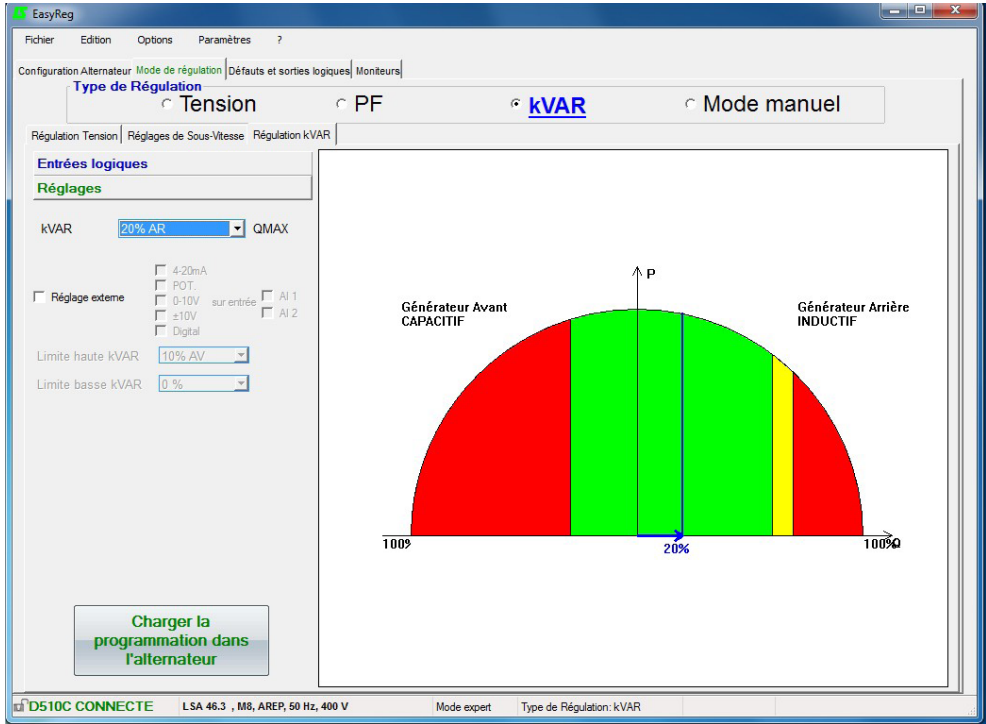 EasyReg
Fichier Edition Options Paramètres ?
Configuration Alternateur Mode de régulation Défauts et sorties logiques Moniteurs
Type de Régulation
Tension PF kVAR Mode manuel
Régulation Tension Réglages de Sous-Vitesse Régulation kVAR
Entrées logiques
Réglages
kVAR 20% AR QMAX
Réglage externe
4-20mA
POT.
0-10V
±10V
Digital
sur entrée
AI 1
AI 2
Limite haute kVAR 10% AV
Limite basse kVAR 0 %
Charger la
programmation dans
l'alternateur
P
Générateur Avant
CAPACITIF
Générateur Arrière
INDUCTIF
100%
20%
100%Q
D510C CONNECTE LSA 46.3 , M8, AREP, 50 Hz, 400 V Mode expert Type de Régulation: kVAR